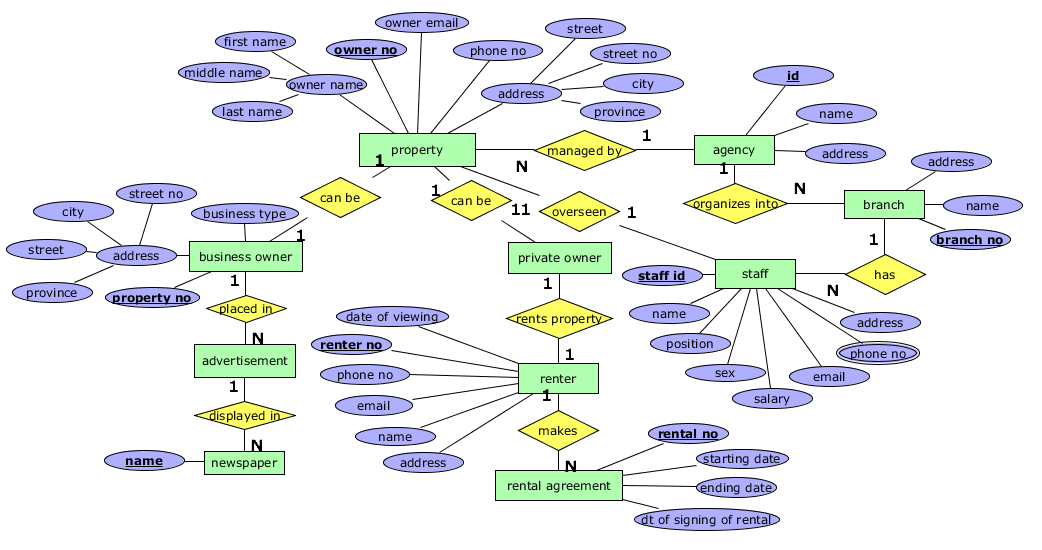 owner email
street
first name
owner no
phone no
street no
middle name
owner name
id
city
address
last name
province
name
1
property
managed by
agency
address
1
N
address
1
can be
1
can be
organizes into
N
street no
branch
name
city
business type
11
overseen
1
1
1
branch no
street
address
business owner
private owner
staff id
staff
has
province
property no
1
1
N
placed in
date of viewing
rents property
name
address
N
renter no
position
phone no
advertisement
1
phone no
renter
sex
email
1
email
1
salary
displayed in
name
makes
rental no
N
name
newspaper
address
N
starting date
rental agreement
ending date
dt of signing of rental